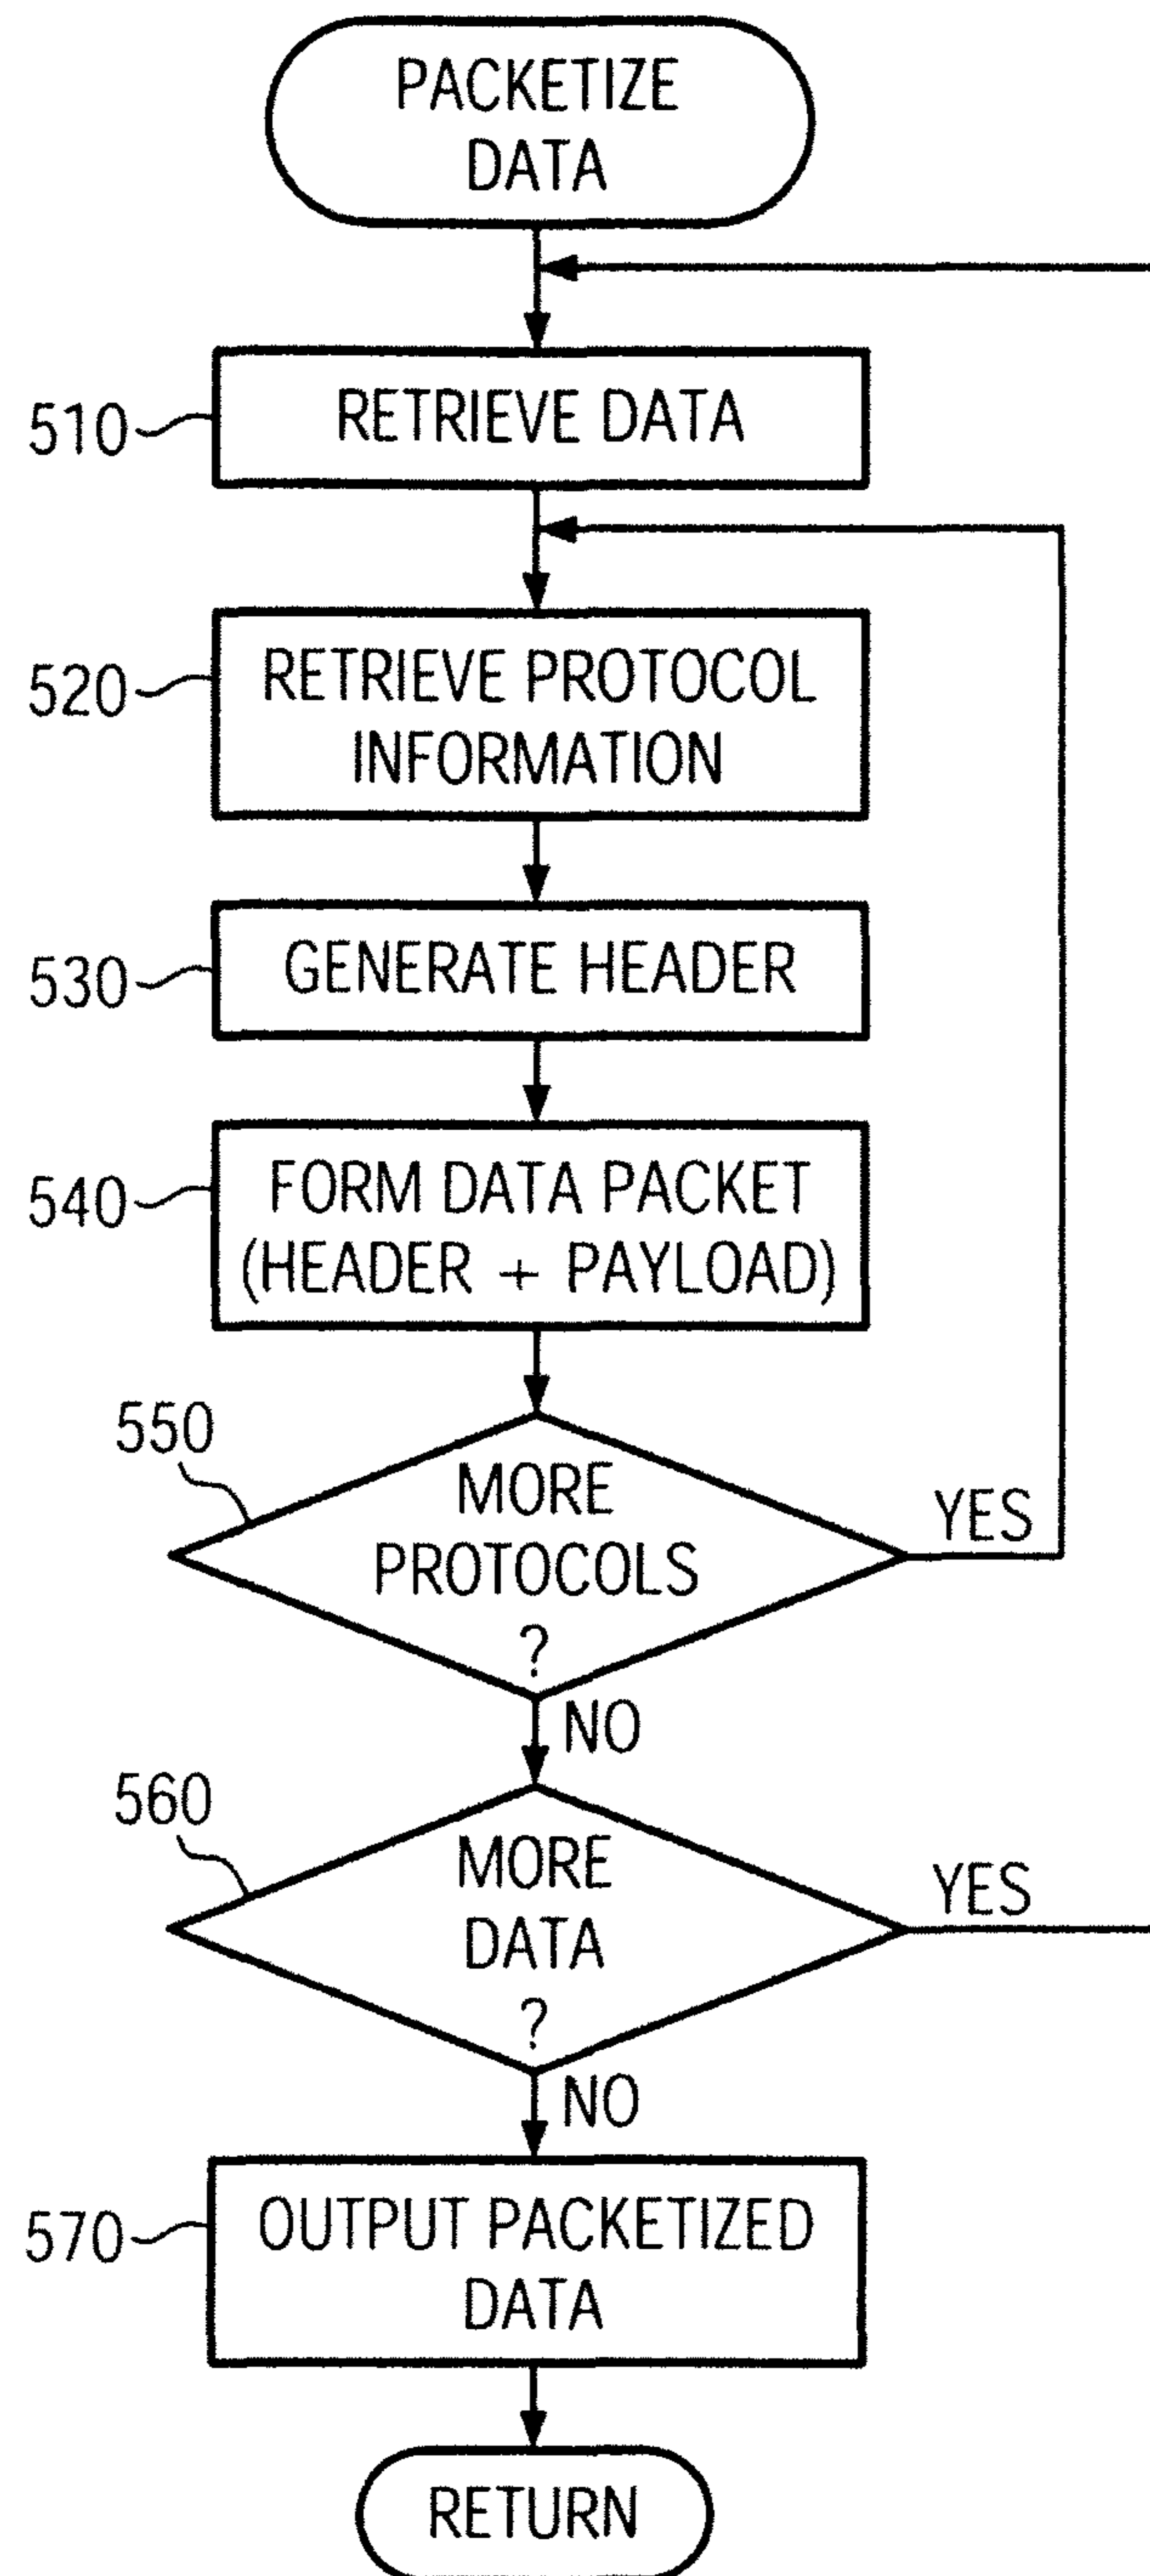 PACKETIZE
DATA
510
RETRIEVE DATA
520
RETRIEVE PROTOCOL
INFORMATION
530
GENERATE HEADER
540
FORM DATA PACKET
(HEADER + PAYLOAD)
550
MORE
PROTOCOLS
?
YES
NO
560
MORE
DATA
?
YES
NO
570
OUTPUT PACKETIZED
DATA
RETURN